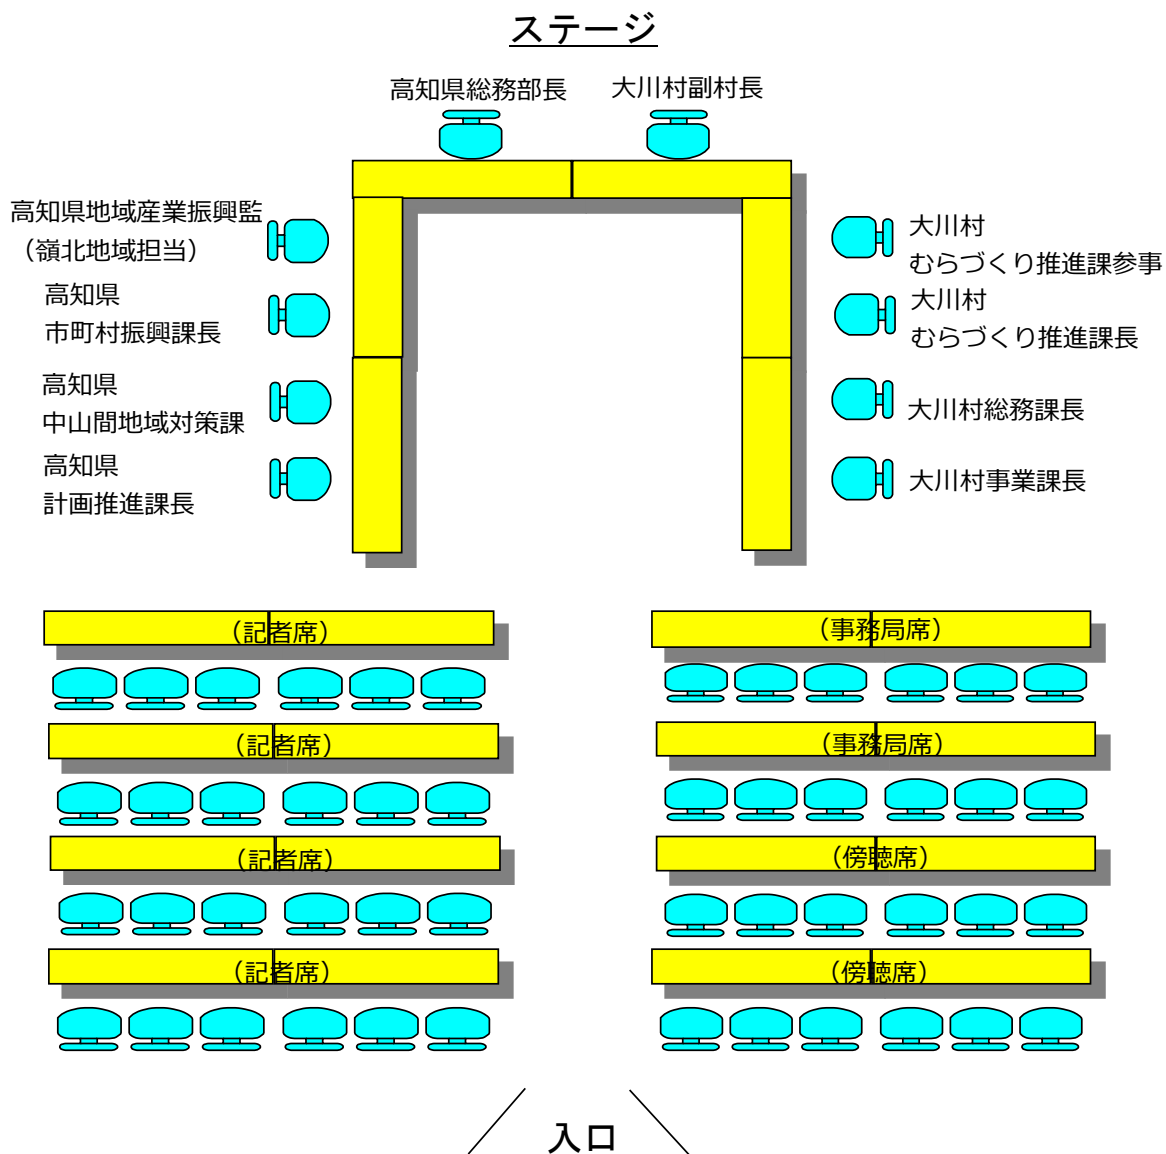 ステージ
高知県総務部長
大川村副村長
高知県地域産業振興監
（嶺北地域担当）
高知県
市町村振興課長
高知県
中山間地域対策課
高知県
計画推進課長
大川村
むらづくり推進課参事
大川村
むらづくり推進課長
大川村総務課長
大川村事業課長
（記者席）
（記者席）
（記者席）
（記者席）
（事務局席）
（事務局席）
（傍聴席）
（傍聴席）
入口